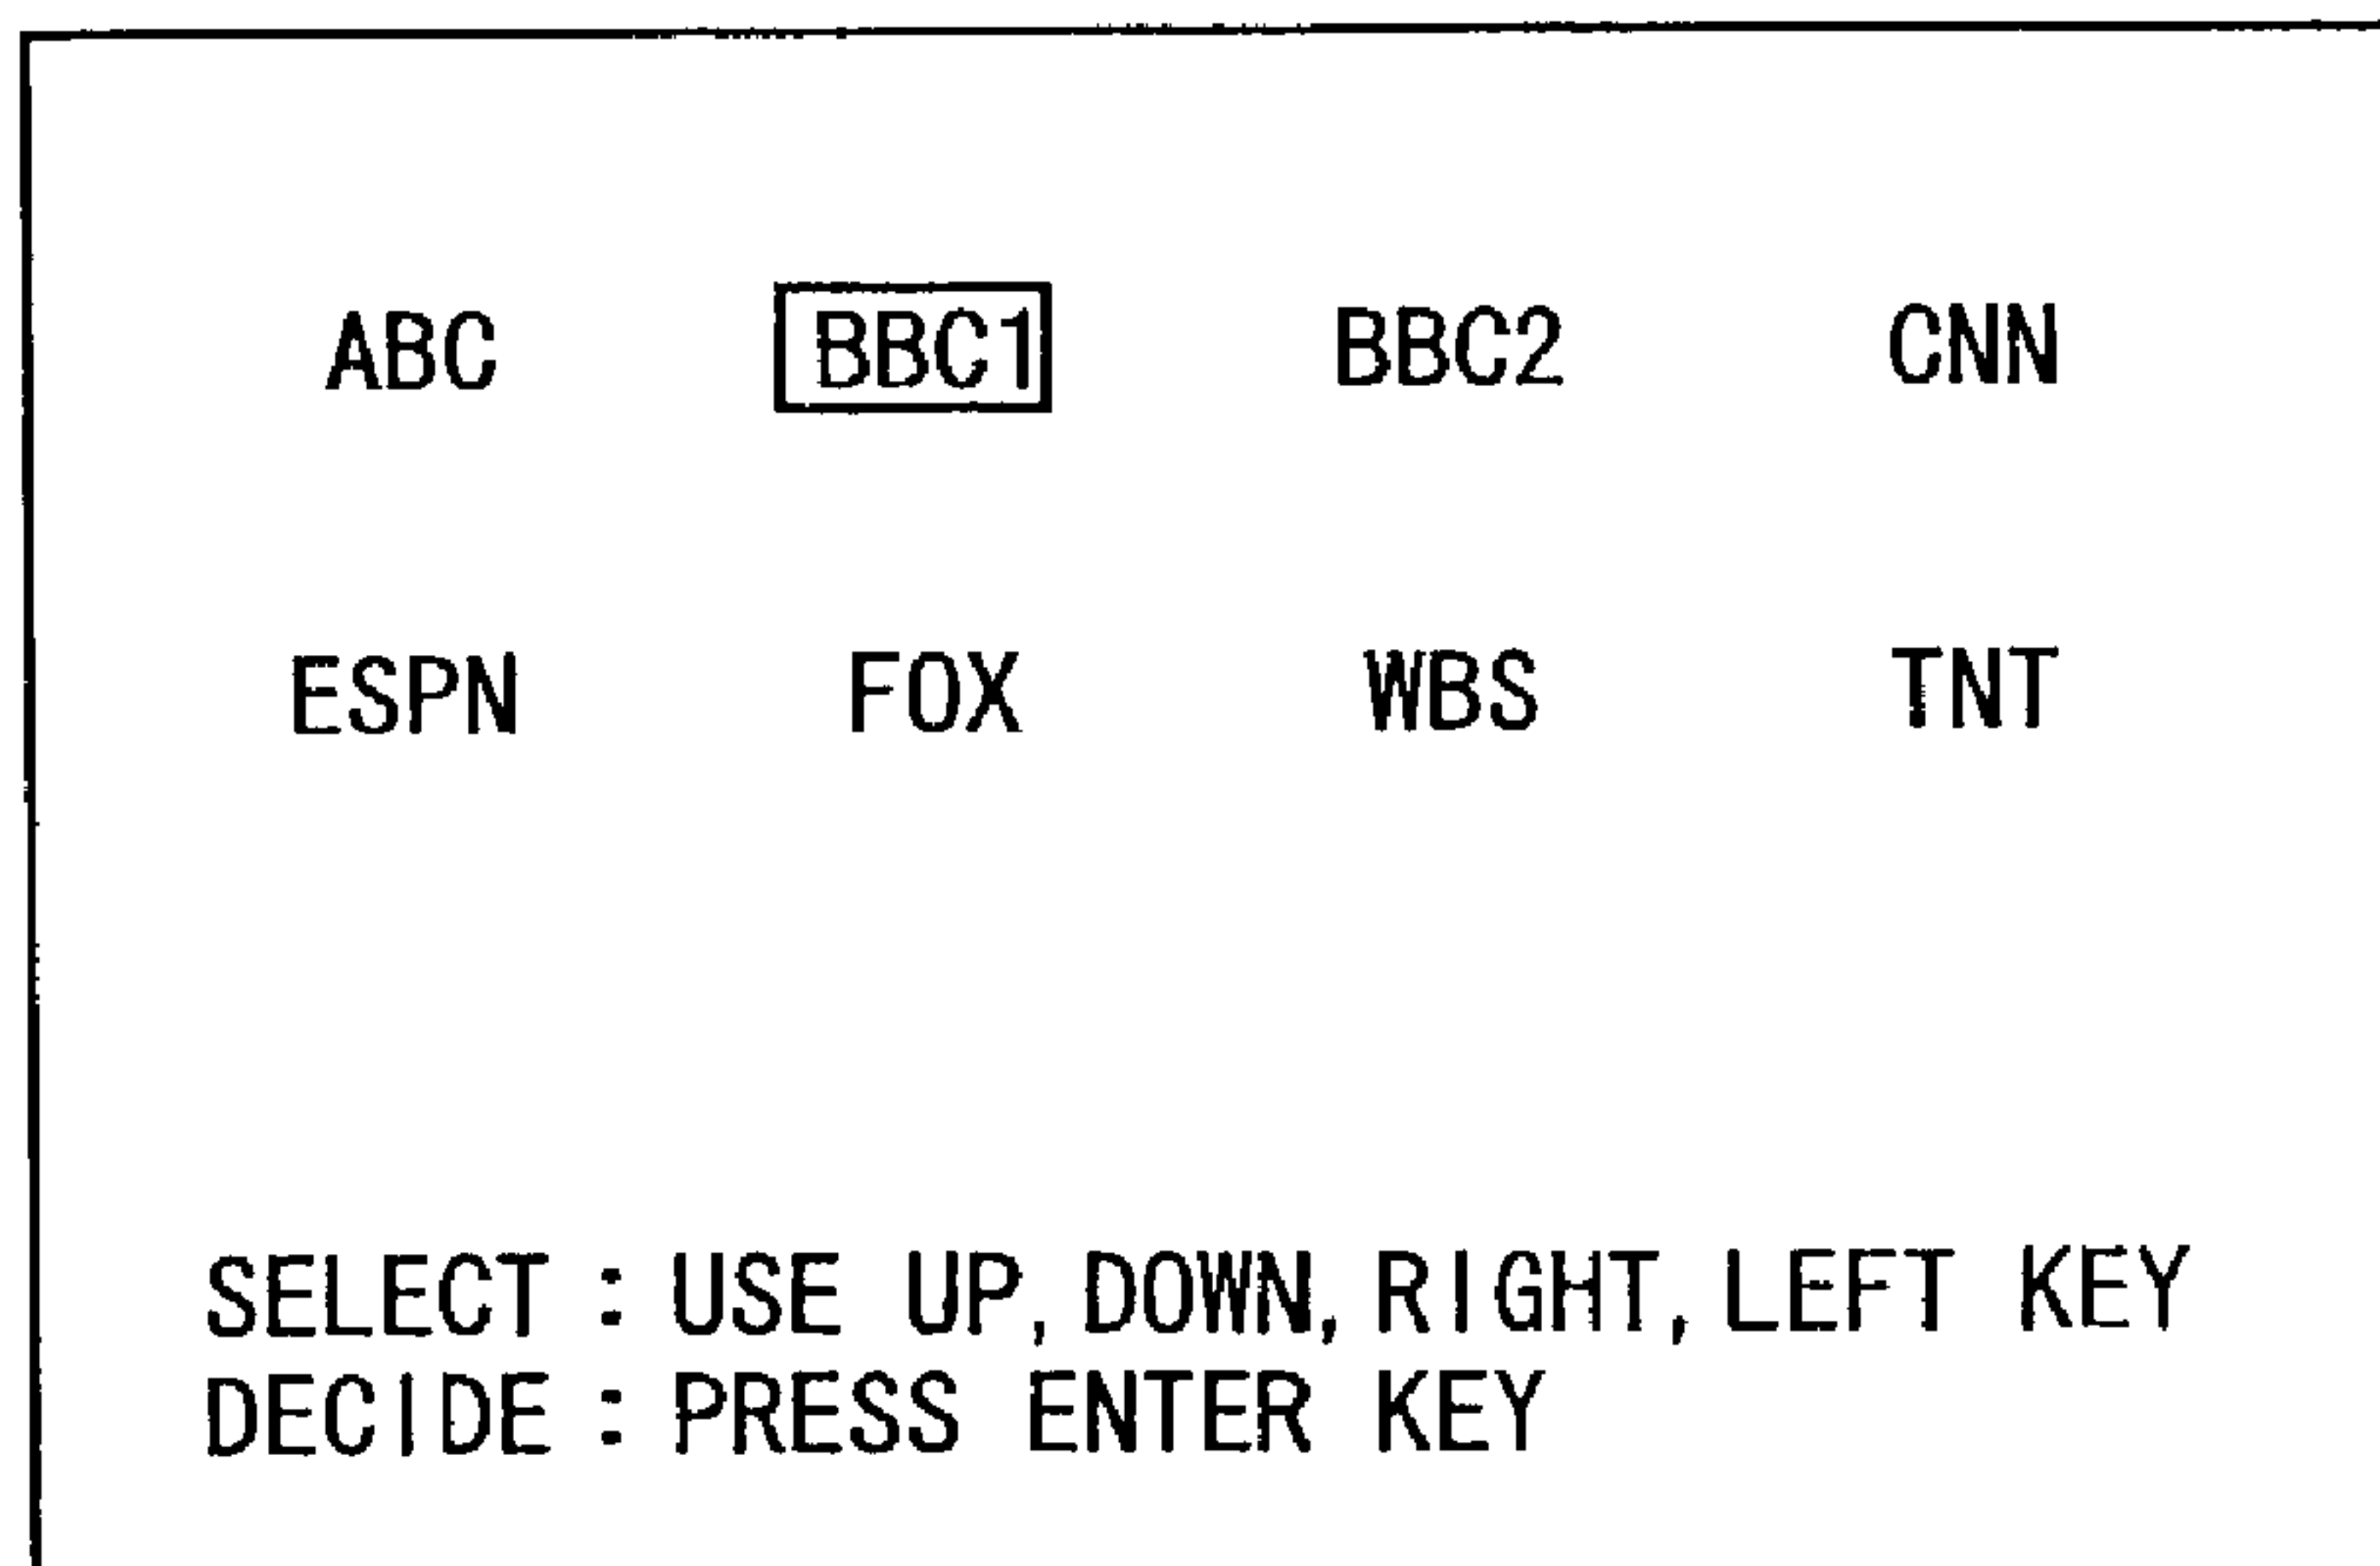 ABC BBC1 BBC2 CNN
ESPN FOX WBS TNT
SELECT : USE UP, DOWN, RIGHT, LEFT KEY
DECIDE : PRESS ENTER KEY